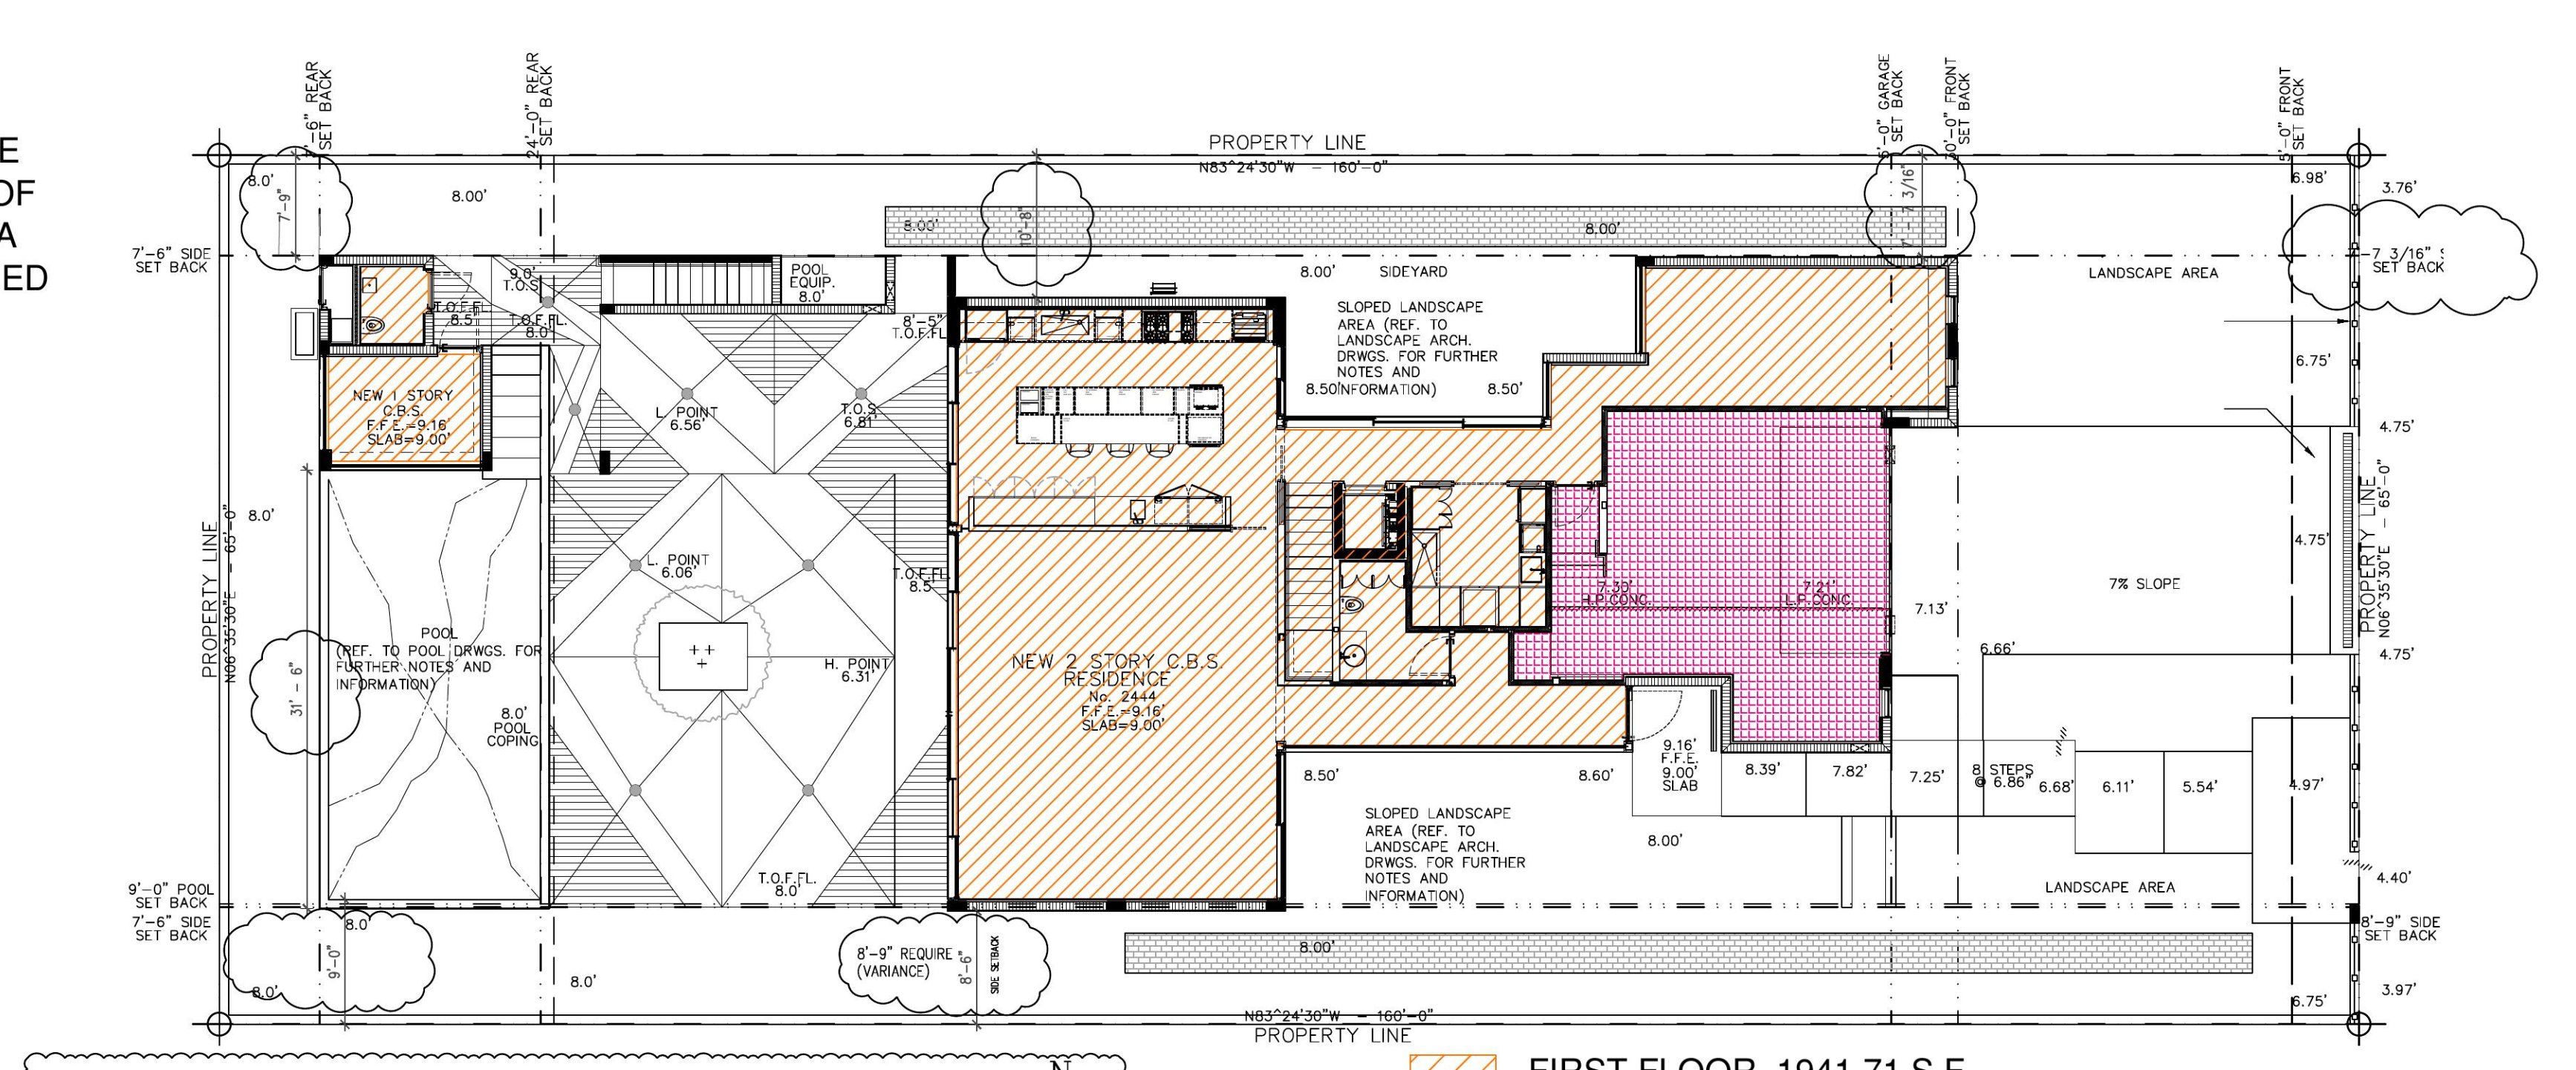 E
OF
A
ED
24'-0" REAR
SET BACK
-6" REAR
SET BACK
-0" GARAGE
SET BACK
0'-0" FRONT
SET BACK
5'-0" FRONT
SET BACK
PROPERTY LINE
N83^24'30"W - 160'-0"
8.0'
7'-9"
8.00'
8.00'
10'-8"
8.00'
7 3/16"
6.98'
3.76'
7'-6" SIDE
SET BACK
9.0'
T.O.S.
POOL
EQUIP.
8.0'
8.00'
SIDEYARD
LANDSCAPE AREA
-7 3/16" S
SET BACK
T.O.F.FL.
8.5'
T.O.F.FL.
8.0'
8'-5"
T.O.F.FL
SLOPED LANDSCAPE
AREA (REF. TO
LANDSCAPE ARCH.
DRWGS. FOR FURTHER
NOTES AND
INFORMATION)
8.50'
8.50'
6.75'
NEW 1 STORY
C.B.S.
F.F.E.=9.16'
SLAB=9.00'
L. POINT
6.56'
T.O.S.
6.81'
4.75'
PROPERTY LINE
N06^35'30"E - 65'-0"
8.0'
L. POINT
6.06'
T.O.F.FL.
8.5'
7.30'
H.P.CONC.
7.21'
L.P.CONC.
7.13'
7% SLOPE
4.75'
PROPERTY LINE
N06^35'30"E - 65'-0"
POOL
(REF. TO POOL DRWGS. FOR
FURTHER NOTES AND
INFORMATION)
31' - 6"
8.0'
POOL
COPING
H. POINT
6.31'
NEW 2 STORY C.B.S.
RESIDENCE
No. 2444
F.F.E.=9.16'
SLAB=9.00'
6.66'
4.75'
8.50'
8.60'
9.16'
F.F.E.
9.00'
SLAB
8.39'
7.82'
7.25'
8 STEPS
@ 6.86"
6.68'
6.11'
5.54'
4.97'
SLOPED LANDSCAPE
AREA (REF. TO
LANDSCAPE ARCH.
DRWGS. FOR FURTHER
NOTES AND
INFORMATION)
8.00'
T.O.F.FL.
8.0'
LANDSCAPE AREA
4.40'
9'-0" POOL
SET BACK
7'-6" SIDE
SET BACK
8.0'
9'-0"
8.0'
8.0'
8'-9" REQUIRE
(VARIANCE)
8'-6"
SIDE SETBACK
8.00'
8'-9" SIDE
SET BACK
6.75'
3.97'
N83^24'30"W - 160'-0"
PROPERTY LINE
N
FIRST FLOOR 1941.71 S.F.